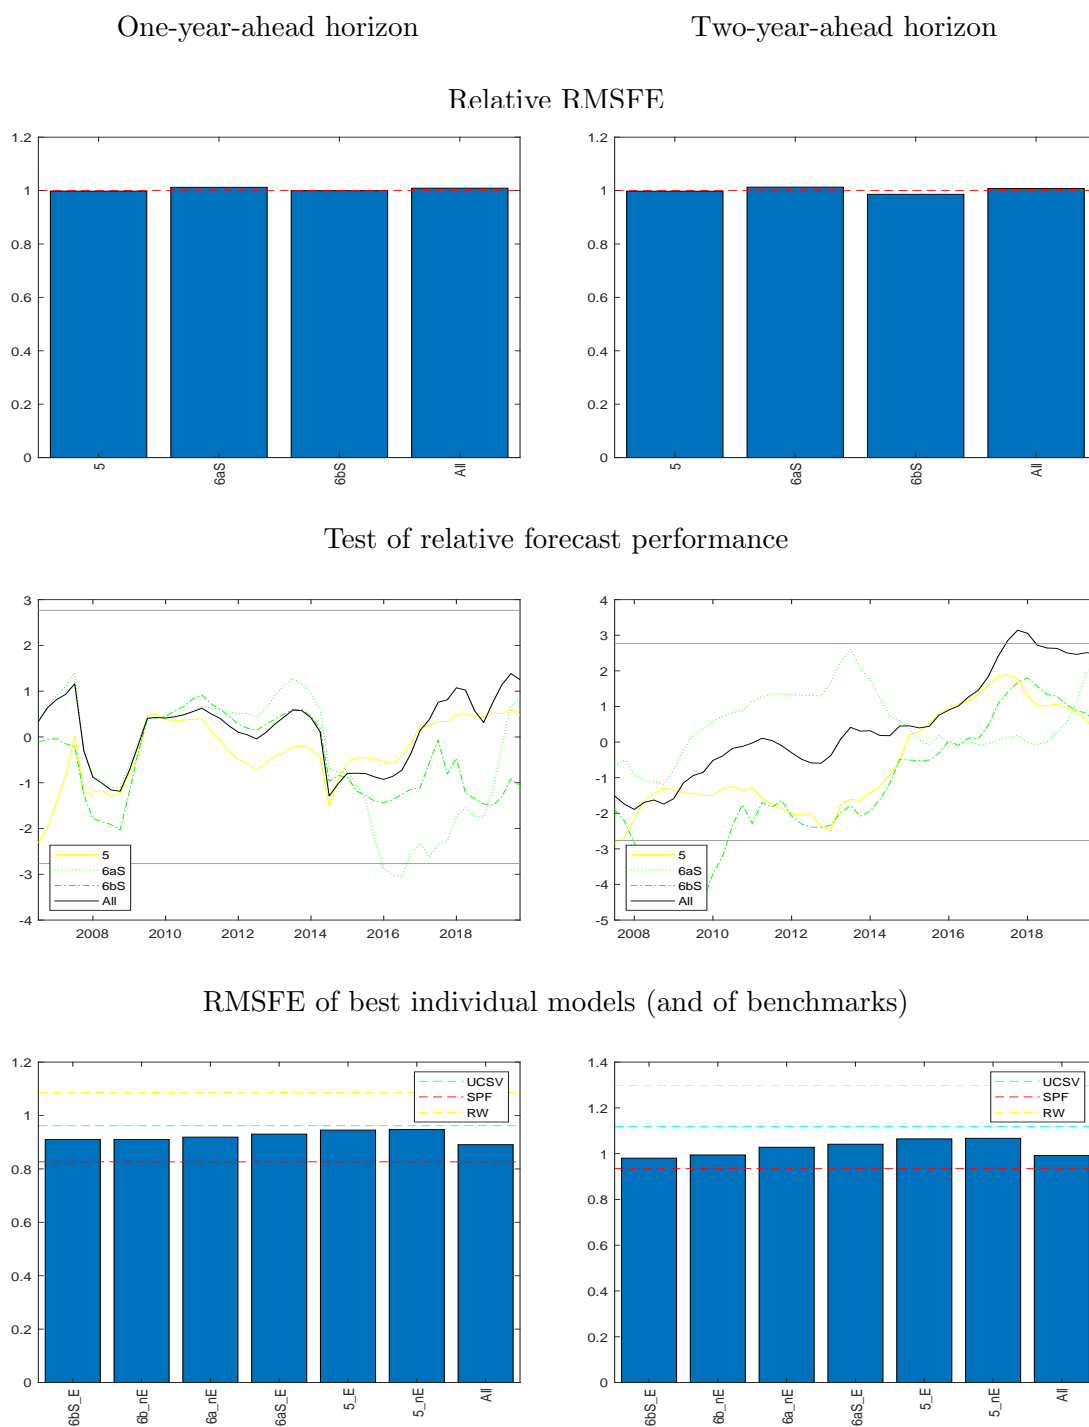 One-year-ahead horizon
Two-year-ahead horizon
Relative RMSFE
1.2
1
0.8
0.6
0.4
0.2
0
5
6aS
6bS
All
1.2
1
0.8
0.6
0.4
0.2
0
5
6aS
6bS
All
Test of relative forecast performance
3
2
1
0
-1
-2
-3
-4
5
6aS
6bS
All
2008
2010
2012
2014
2016
2018
4
3
2
1
0
-1
-2
-3
-4
-5
5
6aS
6bS
All
2008
2010
2012
2014
2016
2018
RMSFE of best individual models (and of benchmarks)
1.2
1
0.8
0.6
0.4
0.2
0
UCSV
SPF
RW
6bS_E
6b_nE
6a_nE
6aS_E
5_E
5_nE
All
1.4
1.2
1
0.8
0.6
0.4
0.2
0
UCSV
SPF
RW
6bS_E
6b_nE
6a_nE
6aS_E
5_E
5_nE
All